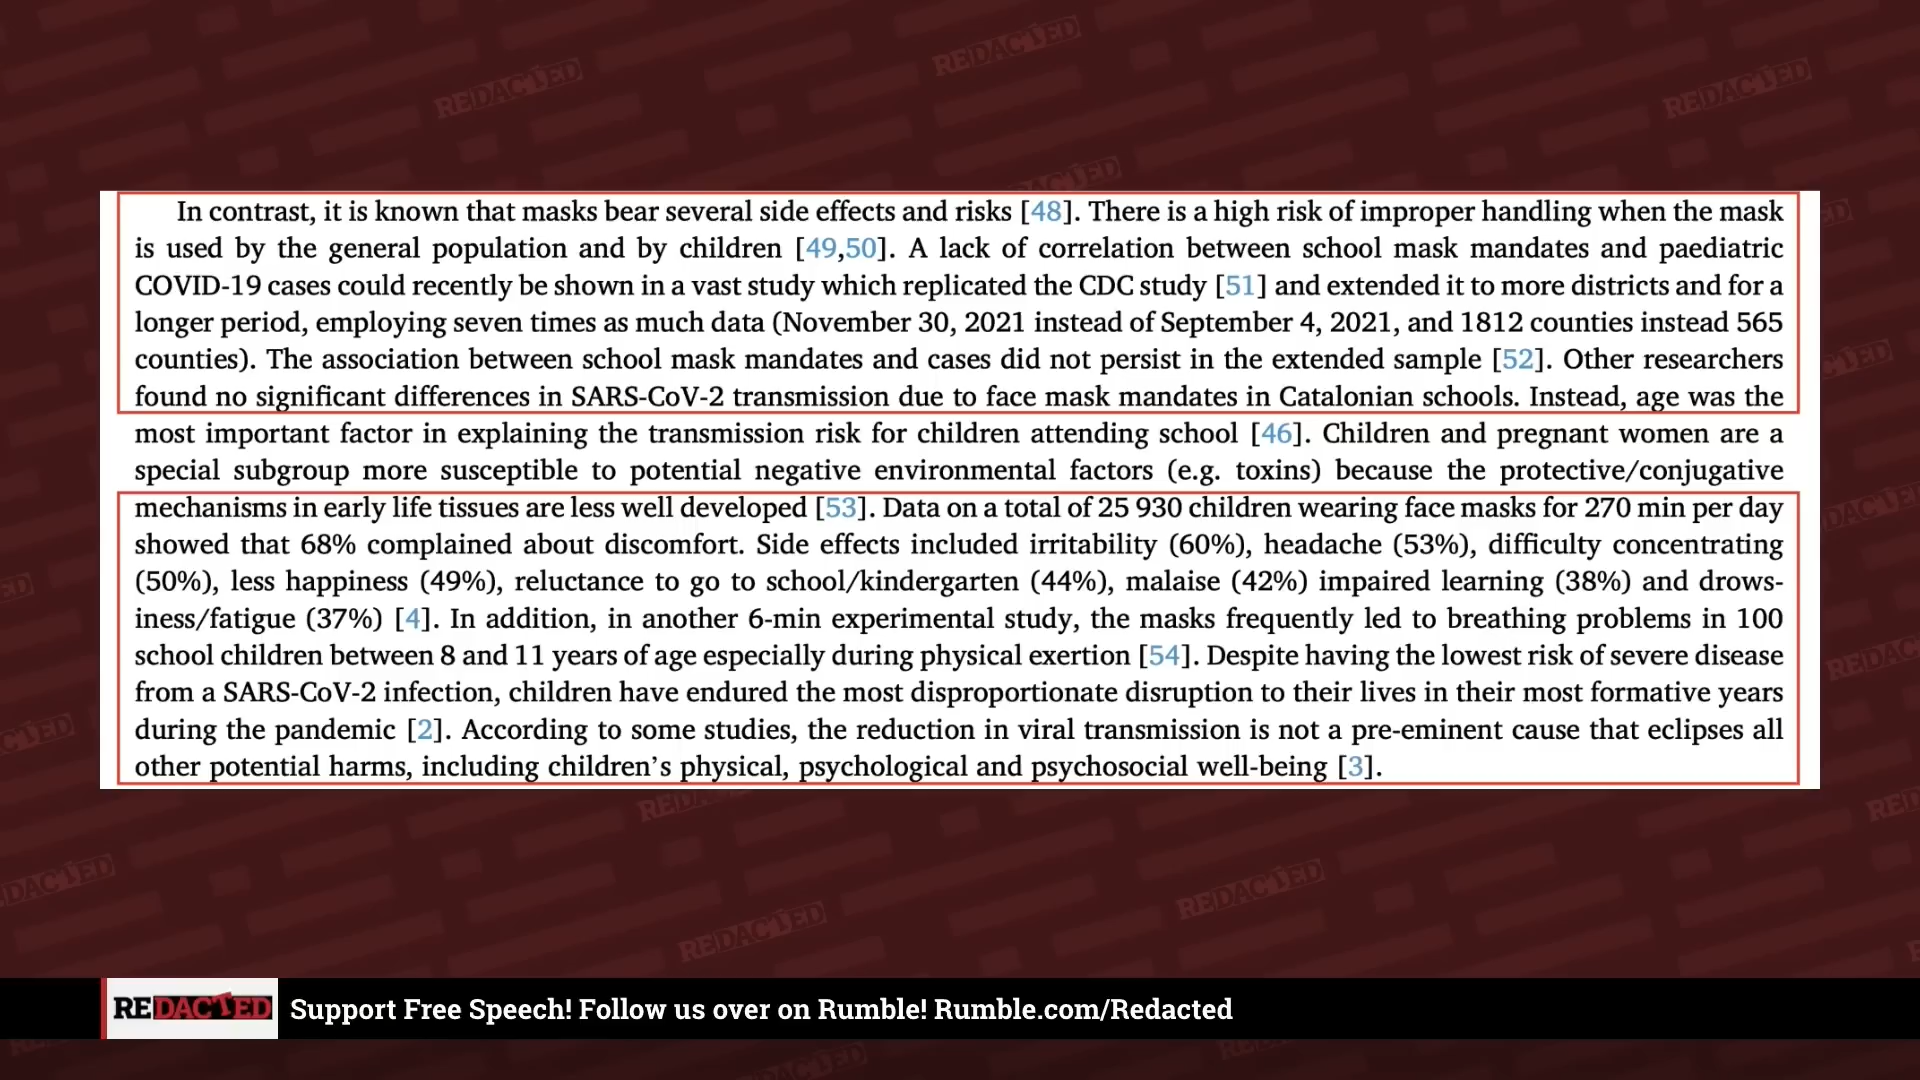 REDACTED
REDACTED
REDACTED
In contrast, it is known that masks bear several side effects and risks [48]. There is a high risk of improper handling when the mask
is used by the general population and by children [49,50]. A lack of correlation between school mask mandates and paediatric
COVID-19 cases could recently be shown in a vast study which replicated the CDC study [51] and extended it to more districts and for a
longer period, employing seven times as much data (November 30, 2021 instead of September 4, 2021, and 1812 counties instead 565
counties). The association between school mask mandates and cases did not persist in the extended sample [52]. Other researchers
found no significant differences in SARS-CoV-2 transmission due to face mask mandates in Catalonian schools. Instead, age was the
most important factor in explaining the transmission risk for children attending school [46]. Children and pregnant women are a
special subgroup more susceptible to potential negative environmental factors (e.g. toxins) because the protective/conjugative
mechanisms in early life tissues are less well developed [53]. Data on a total of 25 930 children wearing face masks for 270 min per day
showed that 68% complained about discomfort. Side effects included irritability (60%), headache (53%), difficulty concentrating
(50%), less happiness (49%), reluctance to go to school/kindergarten (44%), malaise (42%) impaired learning (38%) and drows-
iness/fatigue (37%) [4]. In addition, in another 6-min experimental study, the masks frequently led to breathing problems in 100
school children between 8 and 11 years of age especially during physical exertion [54]. Despite having the lowest risk of severe disease
from a SARS-CoV-2 infection, children have endured the most disproportionate disruption to their lives in their most formative years
during the pandemic [2]. According to some studies, the reduction in viral transmission is not a pre-eminent cause that eclipses all
other potential harms, including children's physical, psychological and psychosocial well-being [3].
REDACTED
REDACTED
REDACTED Support Free Speech! Follow us over on Rumble! Rumble.com/Redacted